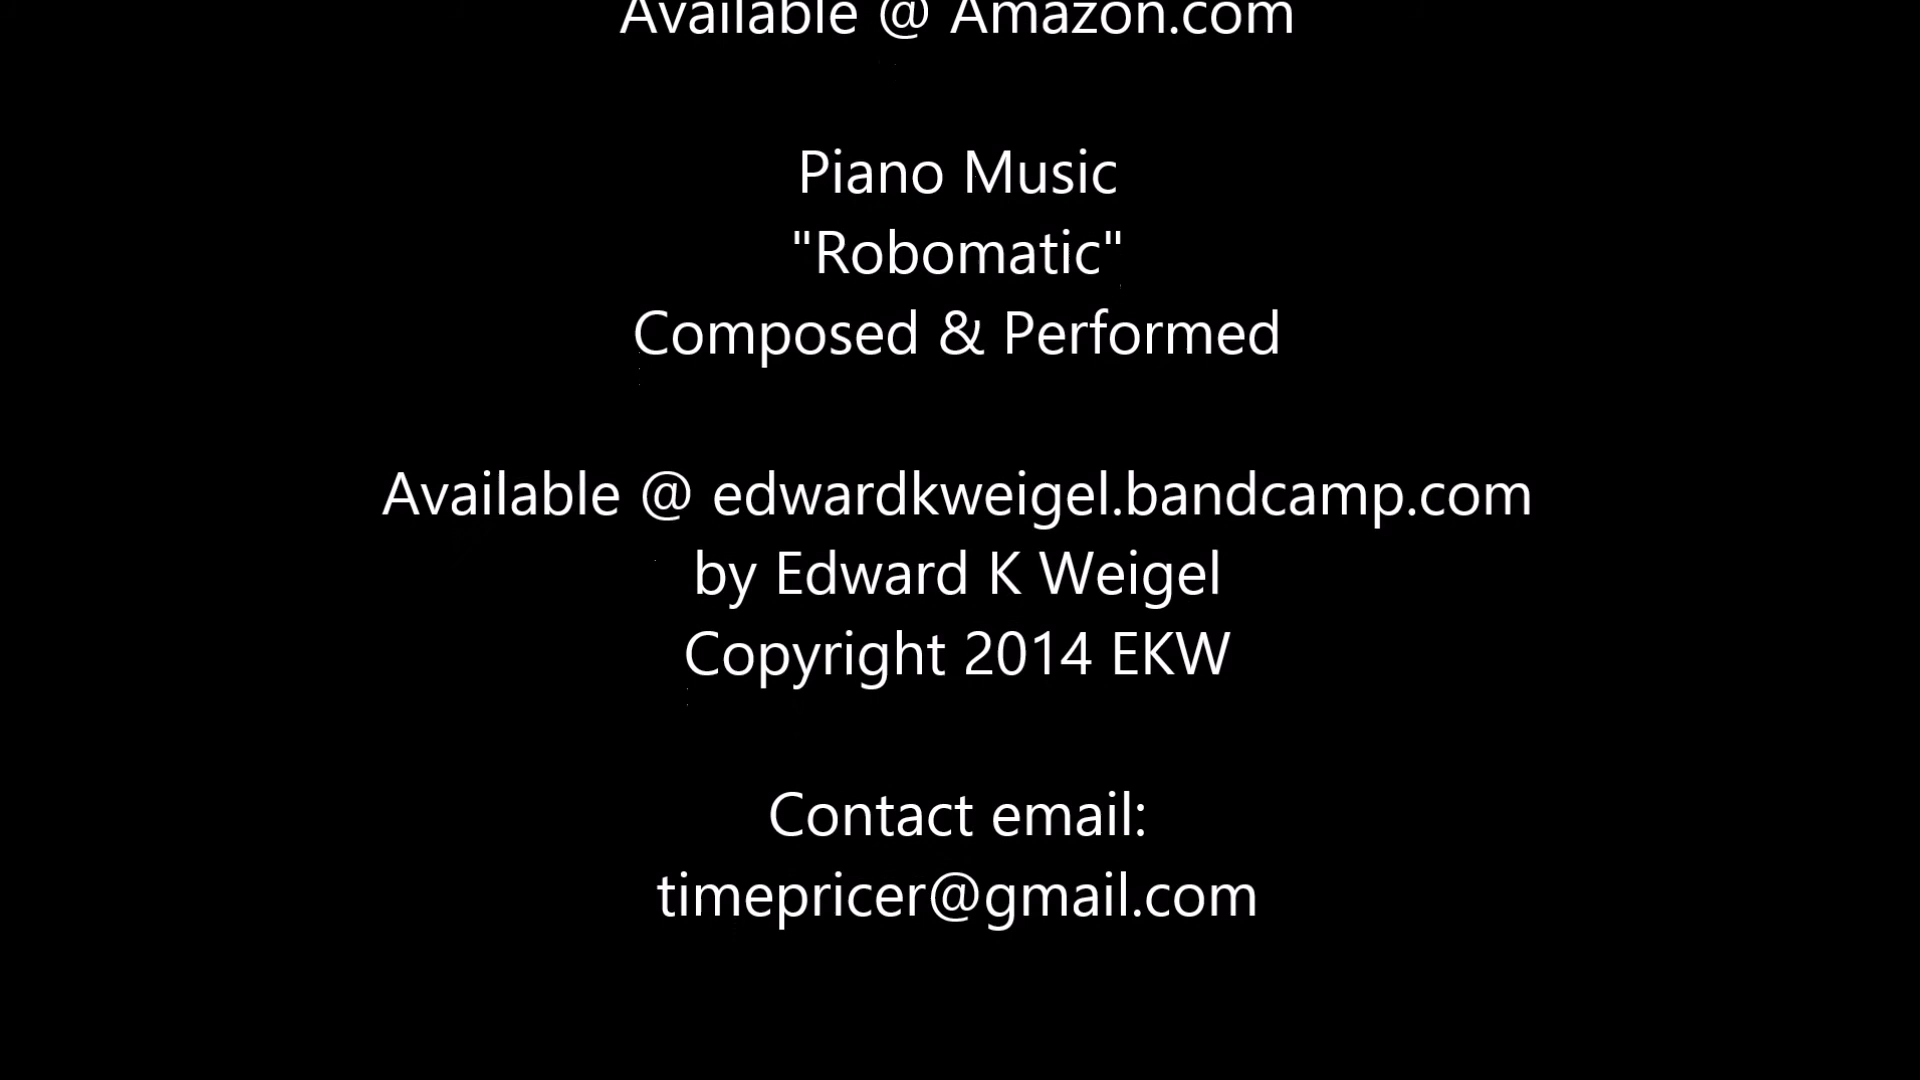 Available @ Amazon.com
Piano Music
"Robomatic"
Composed & Performed
Available @ edwardkweigel.bandcamp.com
by Edward K Weigel
Copyright 2014 EKW
Contact email:
timepricer@gmail.com